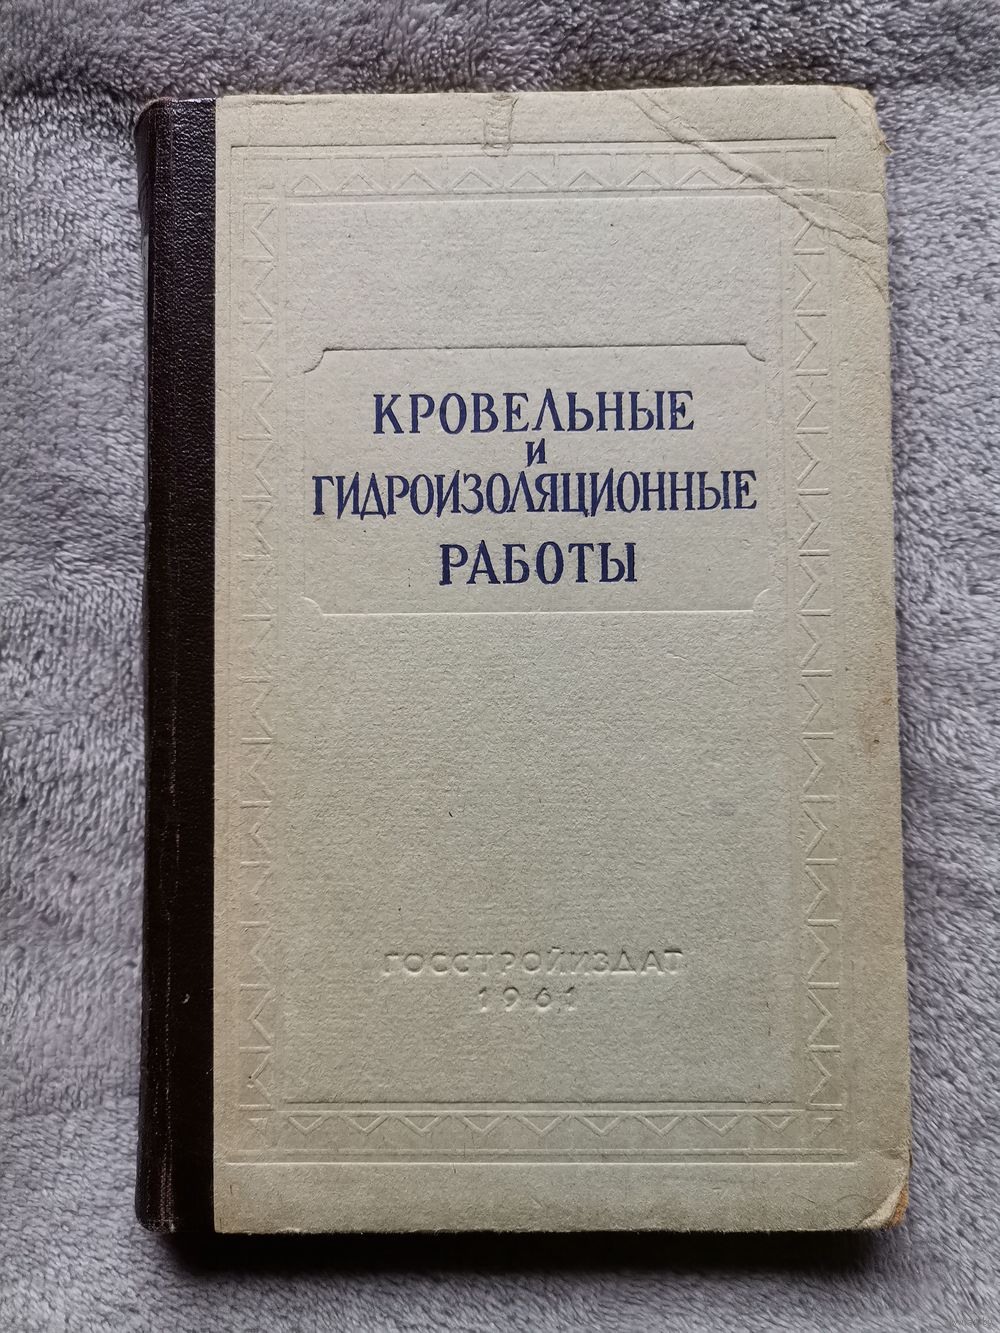 КРОВЕЛЬНЫЕ
и
ГИДРОИЗОЛЯЦИОННЫЕ
РАБОТЫ
ГОССТРОЙИЗДАТ
1961